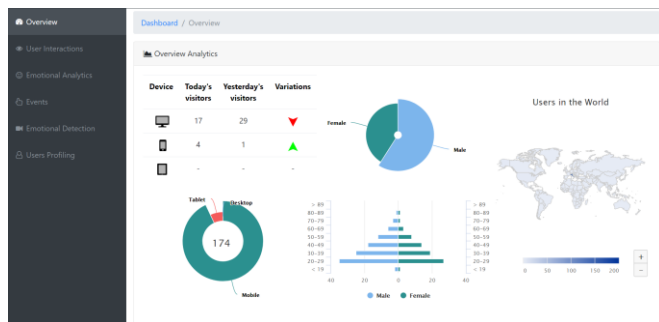 Overview
User Interactions
Emotional Analytics
Events
Emotional Detection
Users Profiling
Dashboard / Overview
Overview Analytics
Device Today's visitors Yesterday's visitors Variations
17 29
4 1
- - -
Female
Male
Users in the World
Tablet
Desktop
174
Mobile
> 89 > 89
80-89 80-89
70-79 70-79
60-69 60-69
50-59 50-59
40-49 40-49
30-39 30-39
20-29 20-29
< 19 < 19
40 20 20 40
Male Female
0 50 100 150 200
+
−